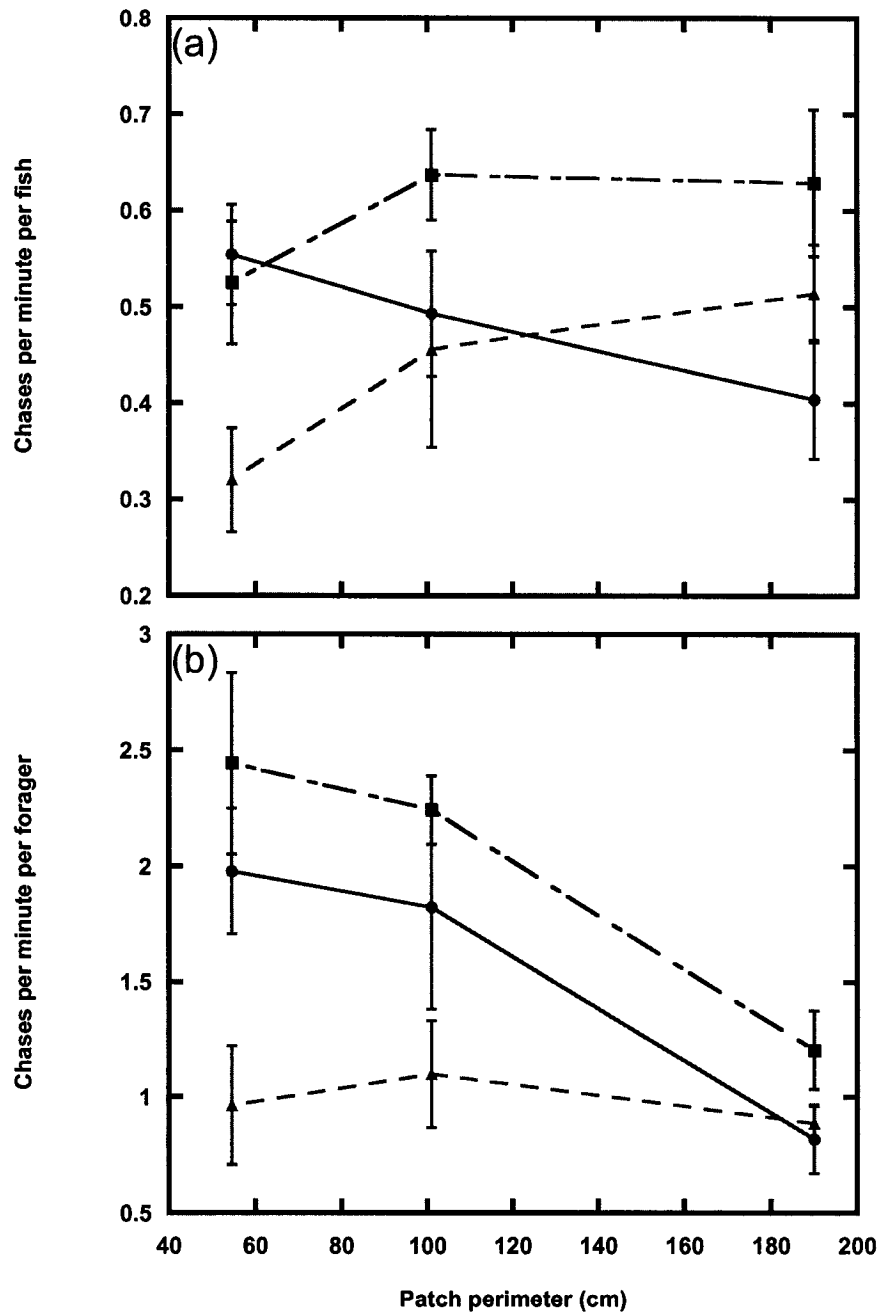 (a)
Chases per minute per fish
0.8
0.7
0.6
0.5
0.4
0.3
0.2
(b)
Chases per minute per forager
3
2.5
2
1.5
1
0.5
40 60 80 100 120 140 160 180 200
Patch perimeter (cm)